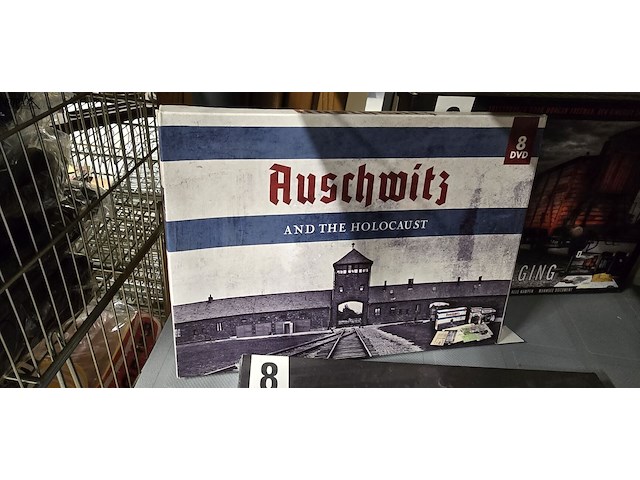 8
DVD
Auschwitz
AND THE HOLOCAUST
GING
8